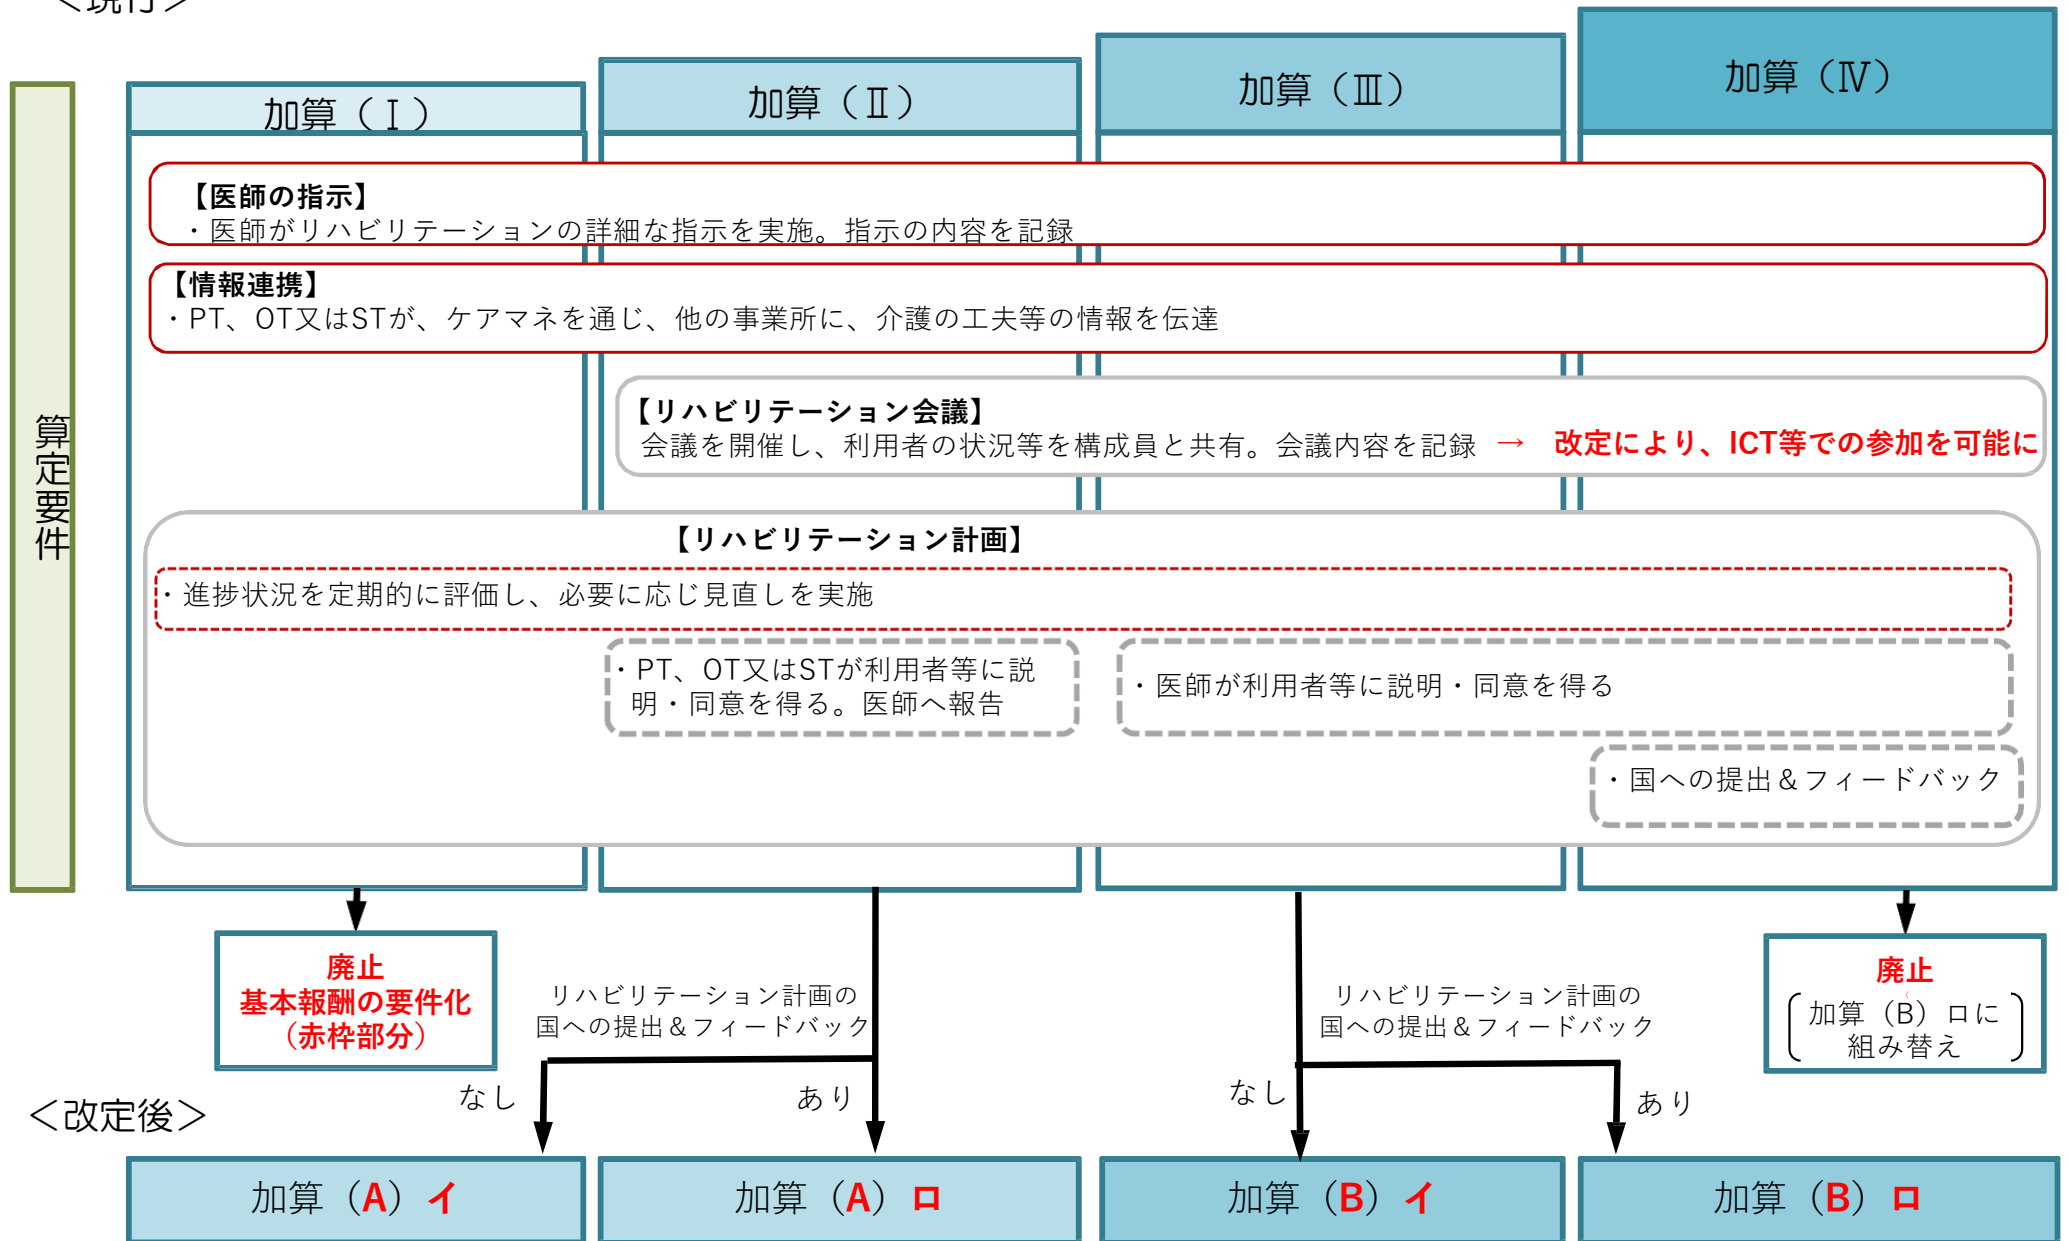 <現行>
加算（Ⅰ）
加算（Ⅱ）
加算（Ⅲ）
加算（Ⅳ）
算定要件
【医師の指示】
・医師がリハビリテーションの詳細な指示を実施。指示の内容を記録
【情報連携】
・PT、OT又はSTが、ケアマネを通じ、他の事業所に、介護の工夫等の情報を伝達
【リハビリテーション会議】
会議を開催し、利用者の状況等を構成員と共有。会議内容を記録 → 改定により、ICT等での参加を可能に
【リハビリテーション計画】
・進捗状況を定期的に評価し、必要に応じ見直しを実施
・PT、OT又はSTが利用者等に説
明・同意を得る。医師へ報告
・医師が利用者等に説明・同意を得る
・国への提出＆フィードバック
廃止
基本報酬の要件化
（赤枠部分）
リハビリテーション計画の
国への提出＆フィードバック
なし
あり
リハビリテーション計画の
国への提出＆フィードバック
なし
あり
廃止
加算（B）ロに
組み替え
＜改定後＞
加算（A）イ
加算（A）ロ
加算（B）イ
加算（B）ロ